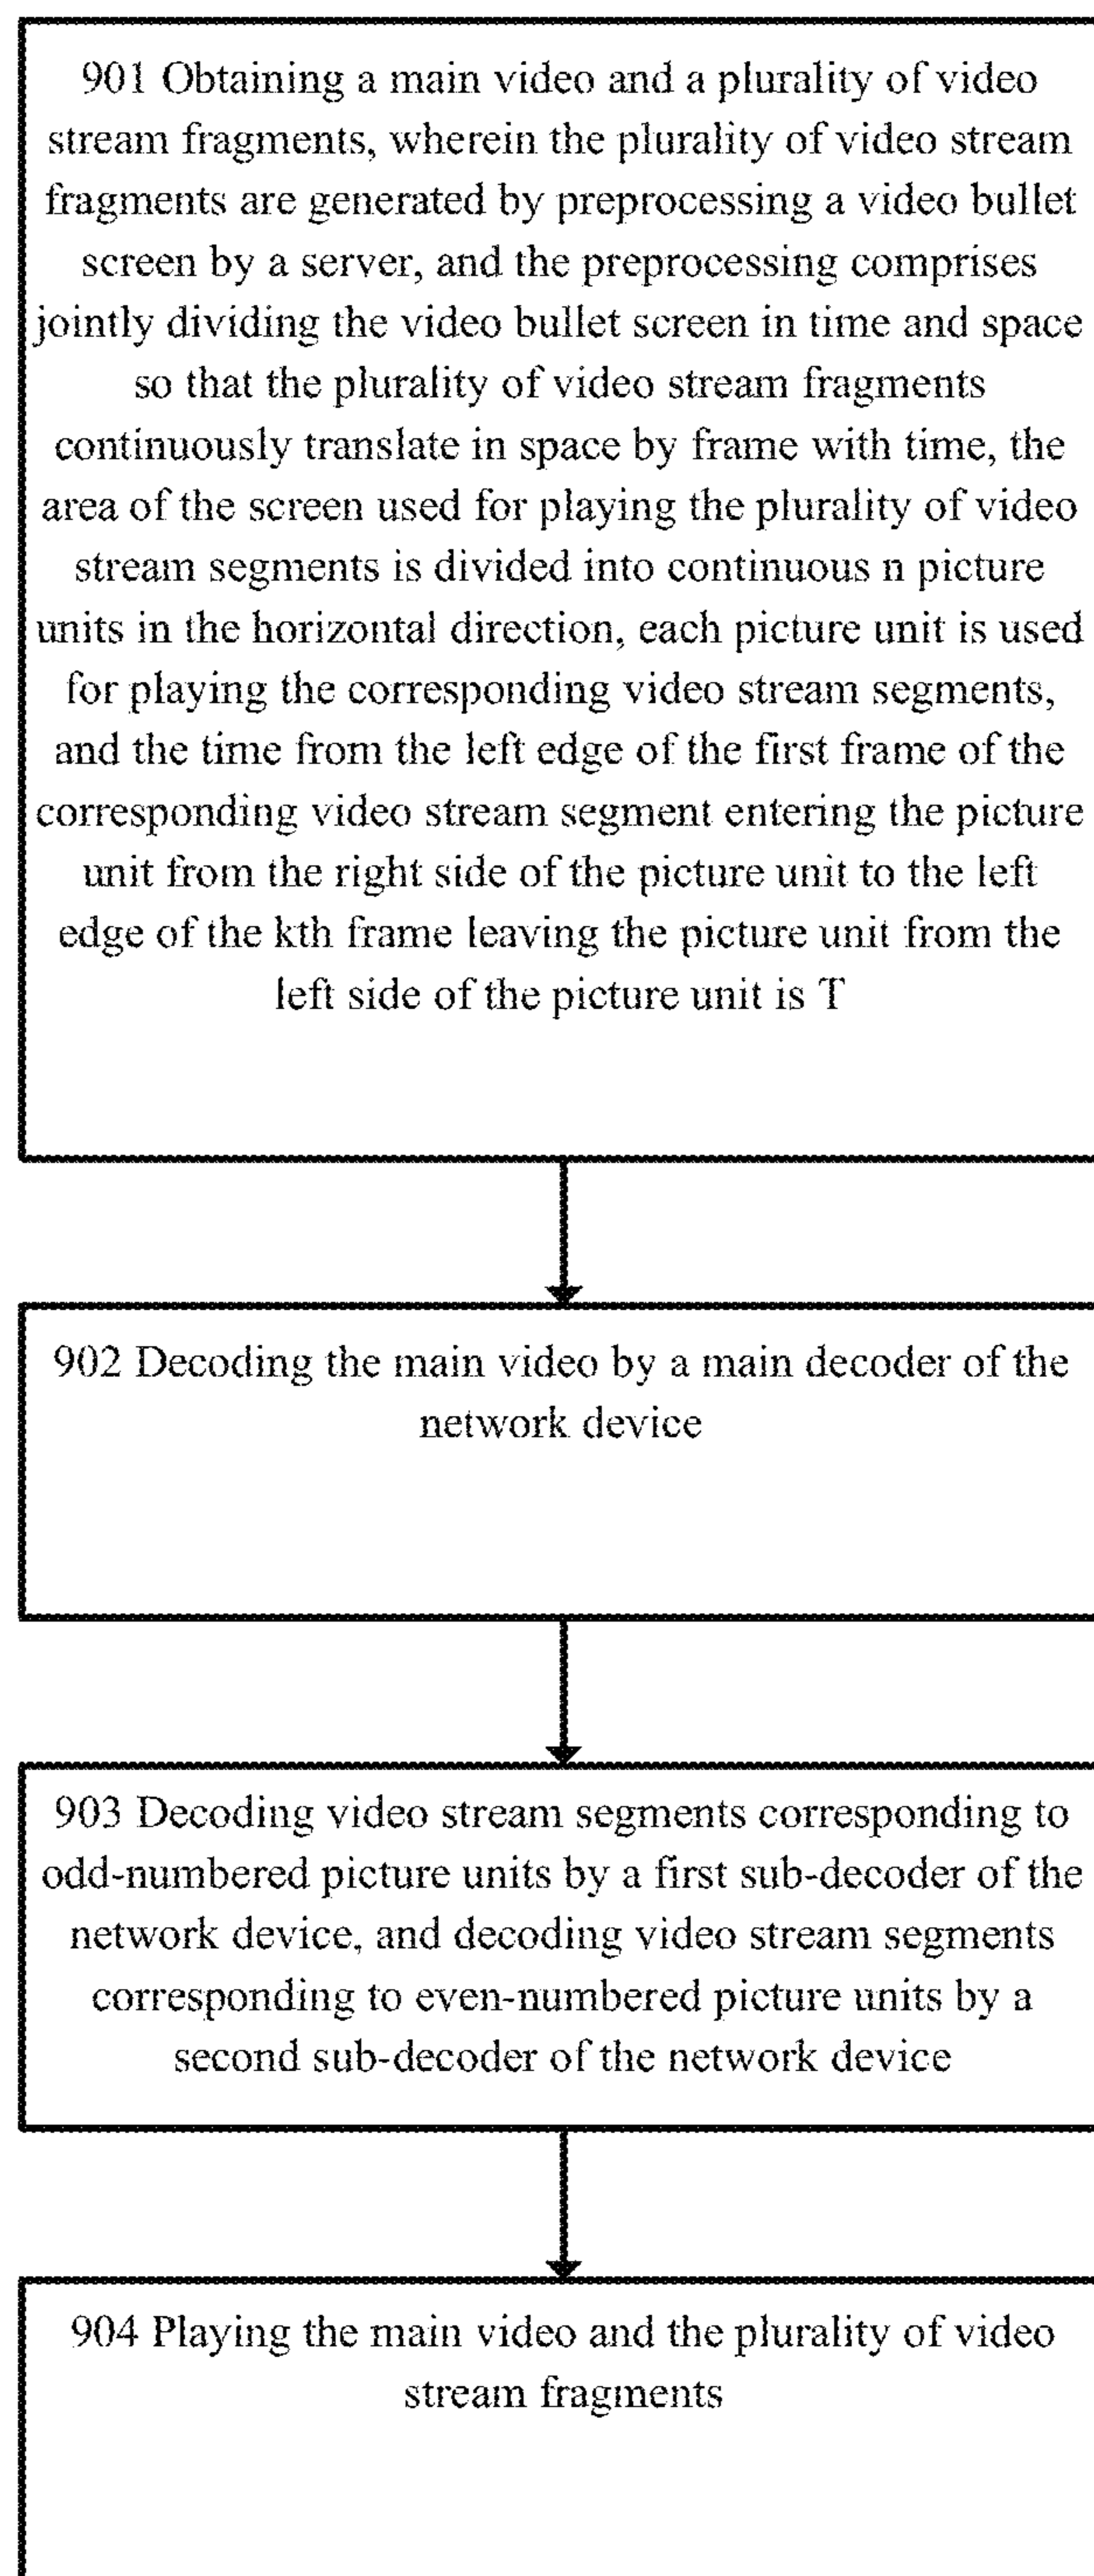 901 Obtaining a main video and a plurality of video
stream fragments, wherein the plurality of video stream
fragments are generated by preprocessing a video bullet
screen by a server, and the preprocessing comprises
jointly dividing the video bullet screen in time and space
so that the plurality of video stream fragments
continuously translate in space by frame with time, the
area of the screen used for playing the plurality of video
stream segments is divided into continuous n picture
units in the horizontal direction, each picture unit is used
for playing the corresponding video stream segments,
and the time from the left edge of the first frame of the
corresponding video stream segment entering the picture
unit from the right side of the picture unit to the left
edge of the kth frame leaving the picture unit from the
left side of the picture unit is T
902 Decoding the main video by a main decoder of the
network device
903 Decoding video stream segments corresponding to
odd-numbered picture units by a first sub-decoder of the
network device, and decoding video stream segments
corresponding to even-numbered picture units by a
second sub-decoder of the network device
904 Playing the main video and the plurality of video
stream fragments